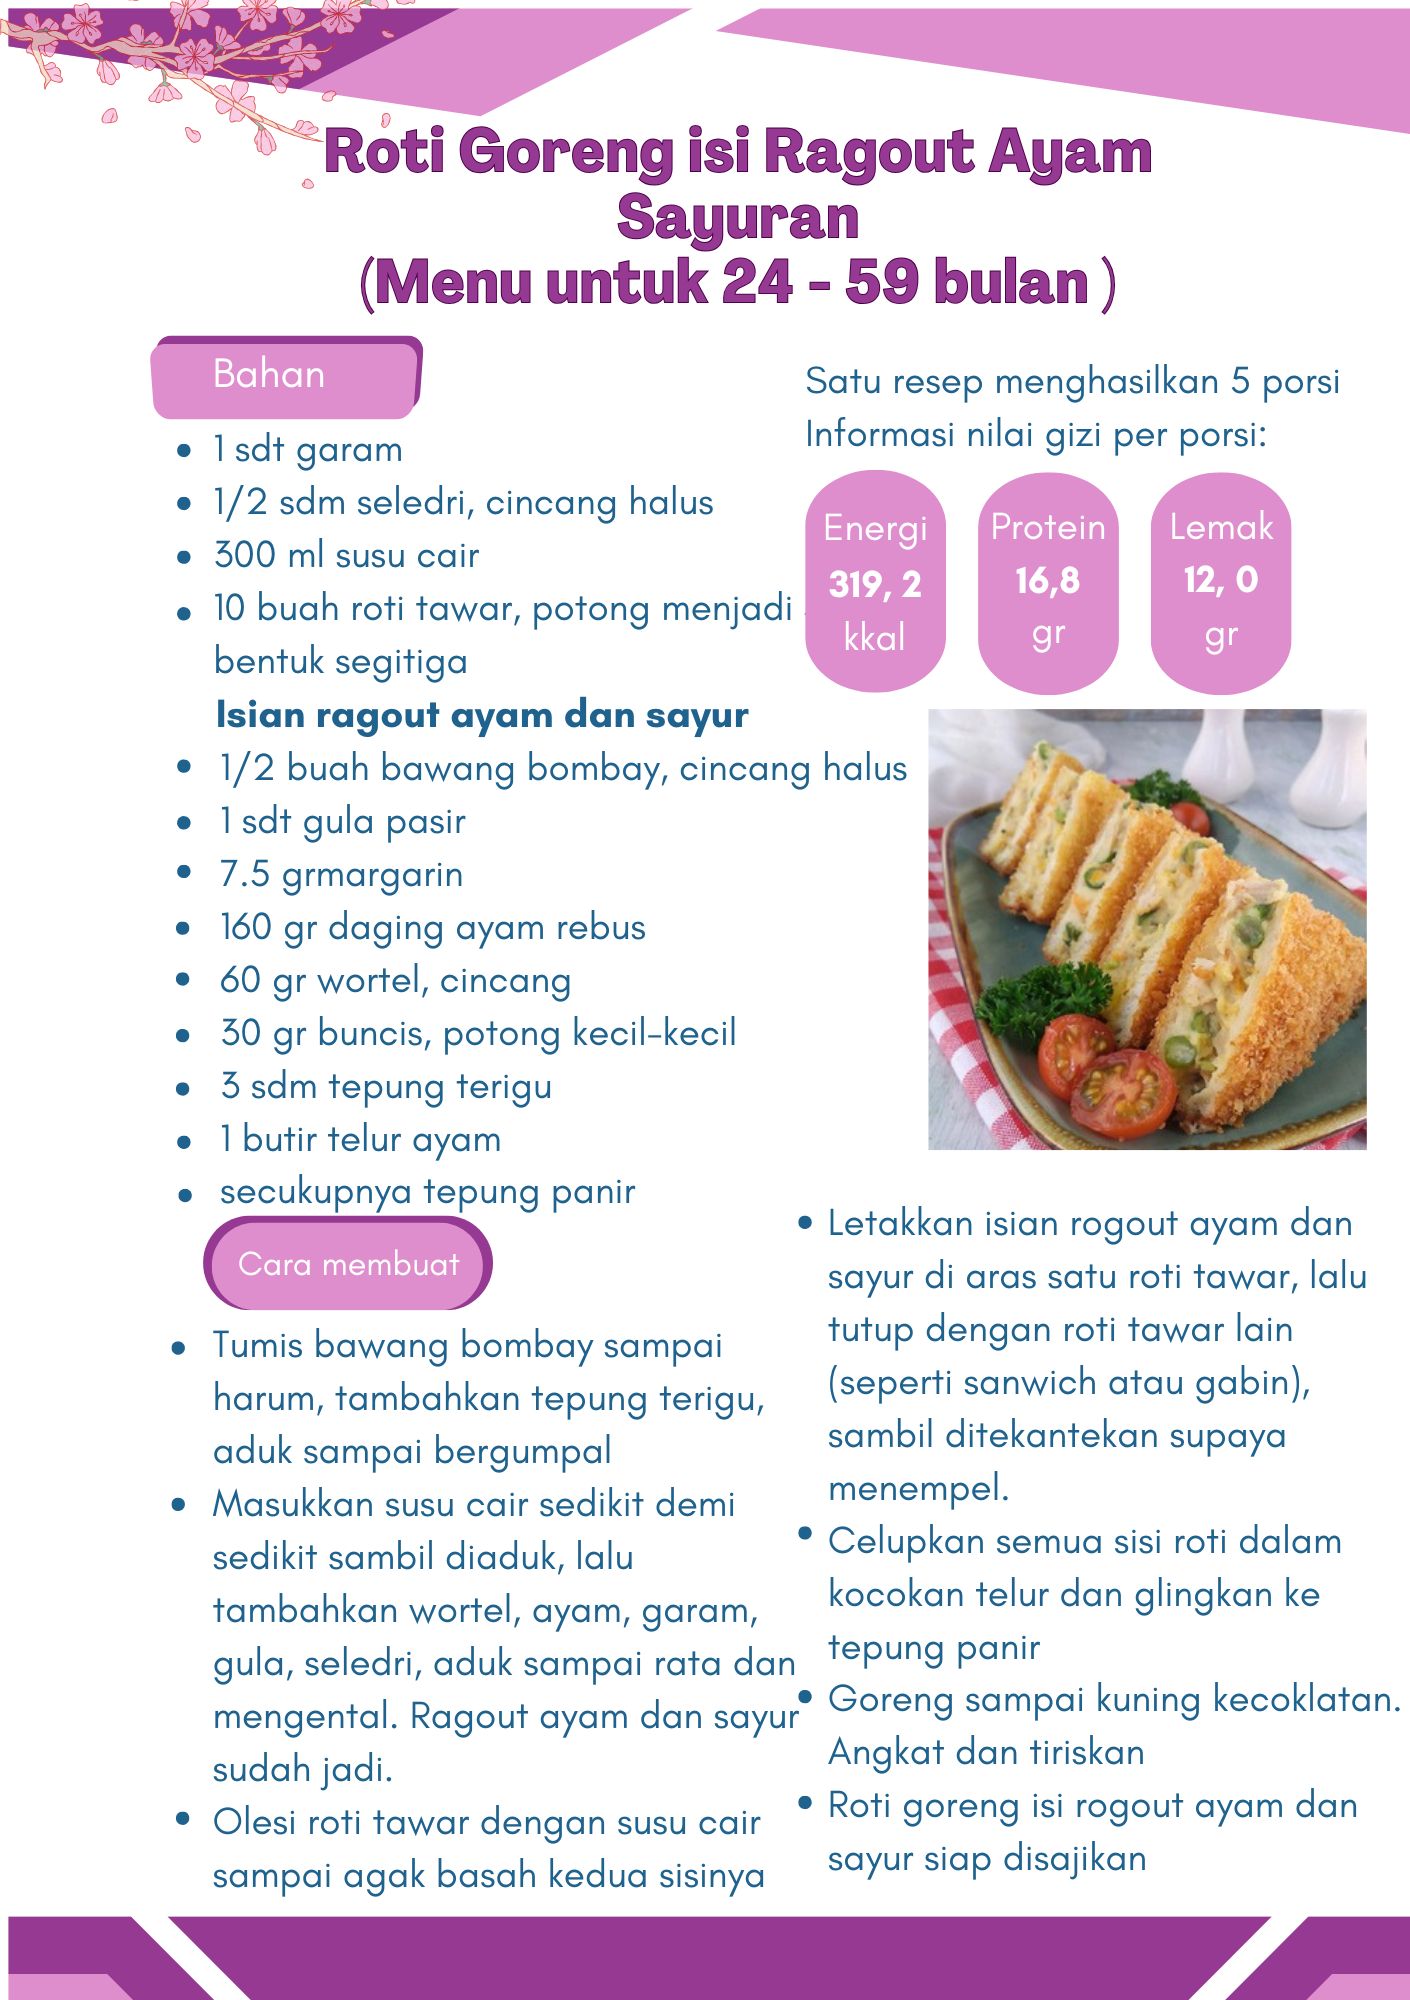 Roti Goreng isi Ragout Ayam
Sayuran
(Menu untuk 24 - 59 bulan )
Bahan
• 1 sdt garam
• 1/2 sdm seledri, cincang halus
• 300 ml susu cair
• 10 buah roti tawar, potong menjadi
bentuk segitiga
Isian ragout ayam dan sayur
• 1/2 buah bawang bombay, cincang halus
• 1 sdt gula pasir
• 7.5 grmargarin
• 160 gr daging ayam rebus
• 60 gr wortel, cincang
• 30 gr buncis, potong kecil-kecil
• 3 sdm tepung terigu
• 1 butir telur ayam
• secukupnya tepung panir
Satu resep menghasilkan 5 porsi
Informasi nilai gizi per porsi:
Energi
319, 2
kkal
Protein
16,8
gr
Lemak
12, 0
gr
Cara membuat
• Tumis bawang bombay sampai
harum, tambahkan tepung terigu,
aduk sampai bergumpal
• Masukkan susu cair sedikit demi
sedikit sambil diaduk, lalu
tambahkan wortel, ayam, garam,
gula, seledri, aduk sampai rata dan
mengental. Ragout ayam dan sayur
sudah jadi.
• Olesi roti tawar dengan susu cair
sampai agak basah kedua sisinya
• Letakkan isian rogout ayam dan
sayur di aras satu roti tawar, lalu
tutup dengan roti tawar lain
(seperti sanwich atau gabin),
sambil ditekantekan supaya
menempel.
• Celupkan semua sisi roti dalam
kocokan telur dan glingkan ke
tepung panir
• Goreng sampai kuning kecoklatan.
Angkat dan tiriskan
• Roti goreng isi rogout ayam dan
sayur siap disajikan